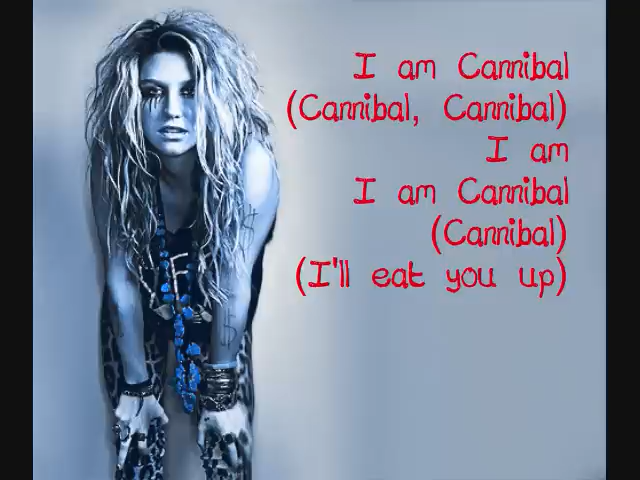 I am Cannibal
(Cannibal, Cannibal)
I am
I am Cannibal
(Cannibal)
(I'll eat you up)